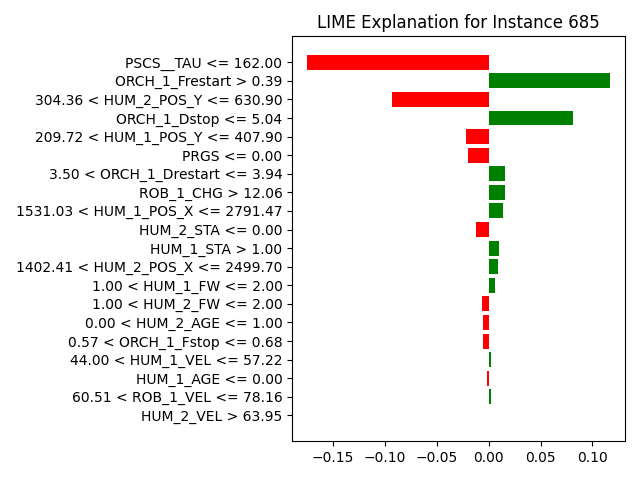 LIME Explanation for Instance 685
PSCS__TAU <= 162.00
ORCH_1_Frestart > 0.39
304.36 < HUM_2_POS_Y <= 630.90
ORCH_1_Dstop <= 5.04
209.72 < HUM_1_POS_Y <= 407.90
PRGS <= 0.00
3.50 < ORCH_1_Drestart <= 3.94
ROB_1_CHG > 12.06
1531.03 < HUM_1_POS_X <= 2791.47
HUM_2_STA <= 0.00
HUM_1_STA > 1.00
1402.41 < HUM_2_POS_X <= 2499.70
1.00 < HUM_1_FW <= 2.00
1.00 < HUM_2_FW <= 2.00
0.00 < HUM_2_AGE <= 1.00
0.57 < ORCH_1_Fstop <= 0.68
44.00 < HUM_1_VEL <= 57.22
HUM_1_AGE <= 0.00
60.51 < ROB_1_VEL <= 78.16
HUM_2_VEL > 63.95
−0.15 −0.10 −0.05 0.00 0.05 0.10